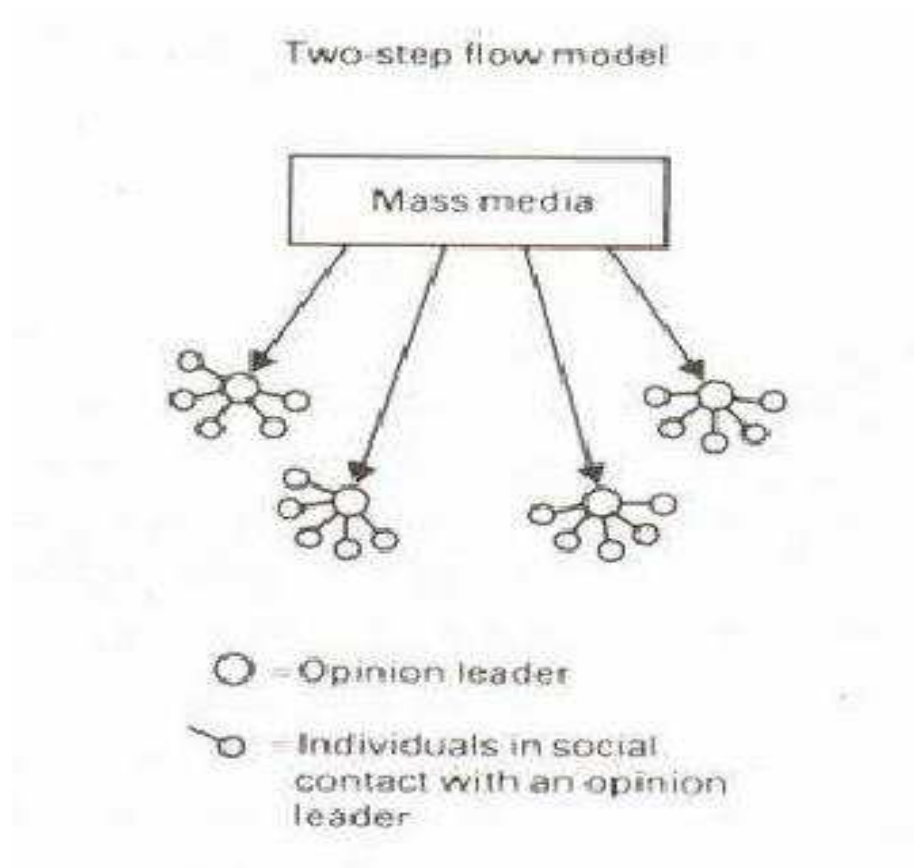 Two-step flow model
Mass media
= Opinion leader
= Individuals in social
contact with an opinion
leader